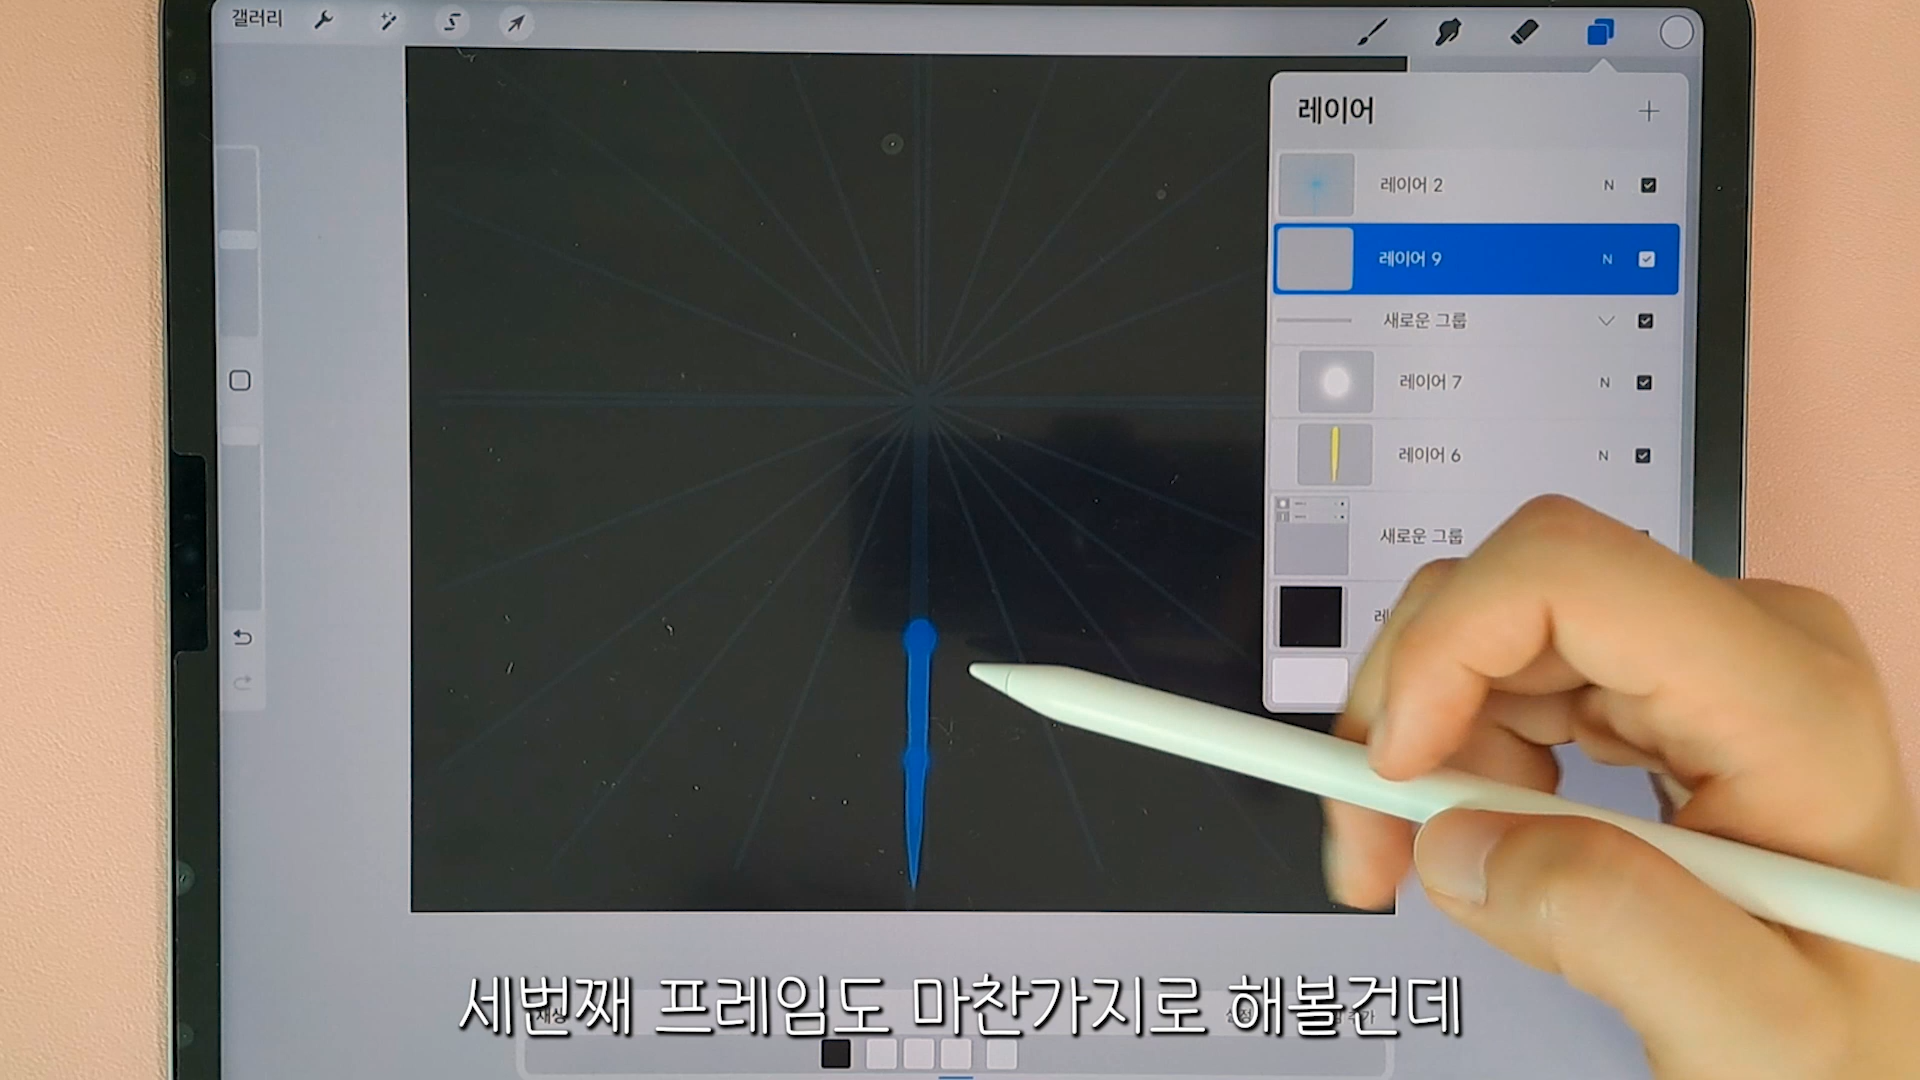 갤러리
레이어
레이어 2 N
레이어 9 N
새로운 그룹
레이어 7 N
레이어 6 N
새로운 그룹
세번째 프레임도 마찬가지로 해볼건데